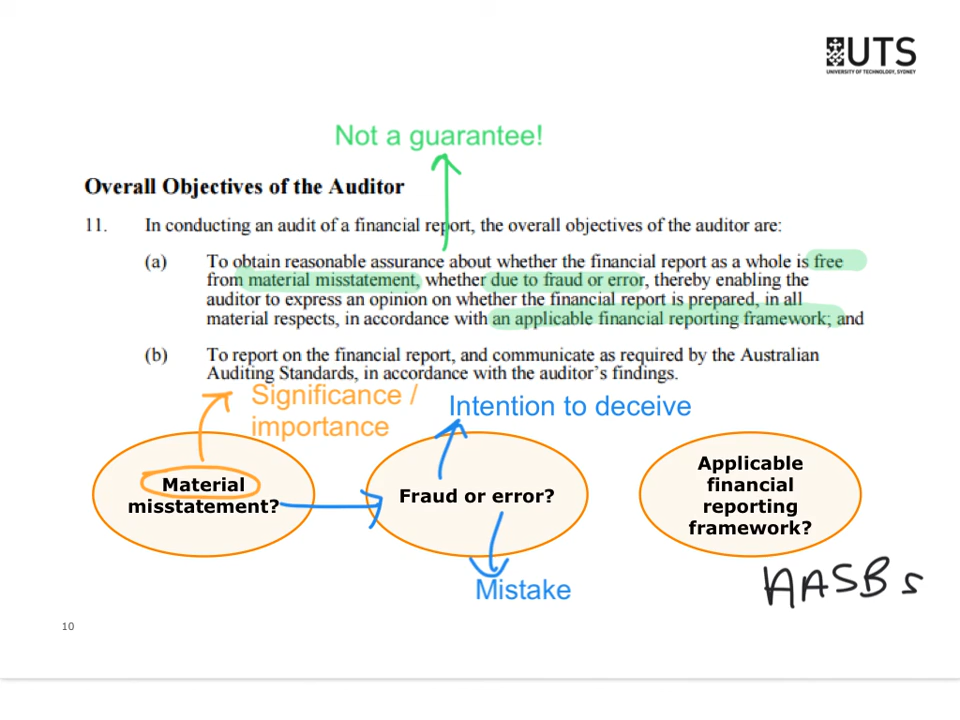 UTS
UNIVERSITY OF TECHNOLOGY, SYDNEY
Not a guarantee!
Overall Objectives of the Auditor
11. In conducting an audit of a financial report, the overall objectives of the auditor are:
(a) To obtain reasonable assurance about whether the financial report as a whole is free
from material misstatement, whether due to fraud or error, thereby enabling the
auditor to express an opinion on whether the financial report is prepared, in all
material respects, in accordance with an applicable financial reporting framework; and
(b) To report on the financial report, and communicate as required by the Australian
Auditing Standards, in accordance with the auditor's findings.
Significance /
importance
Intention to deceive
Material
misstatement?
Fraud or error?
Applicable
financial
reporting
framework?
Mistake
AASBs
10